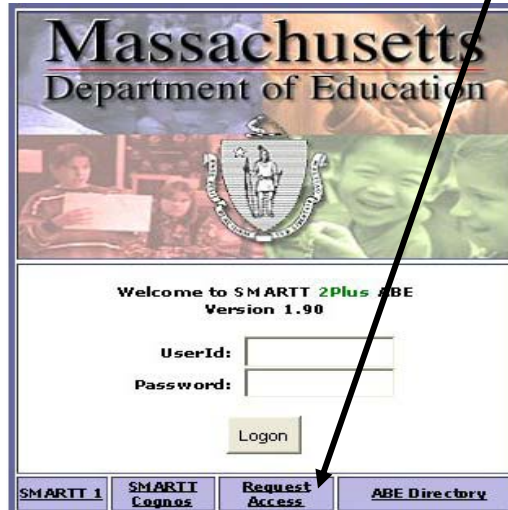 Massachusetts
Department of Education
Welcome to SMARTT 2Plus ABE
Version 1.90
UserId:
Password:
Logon
SMARTT 1
SMARTT Cognos
Request Access
ABE Directory